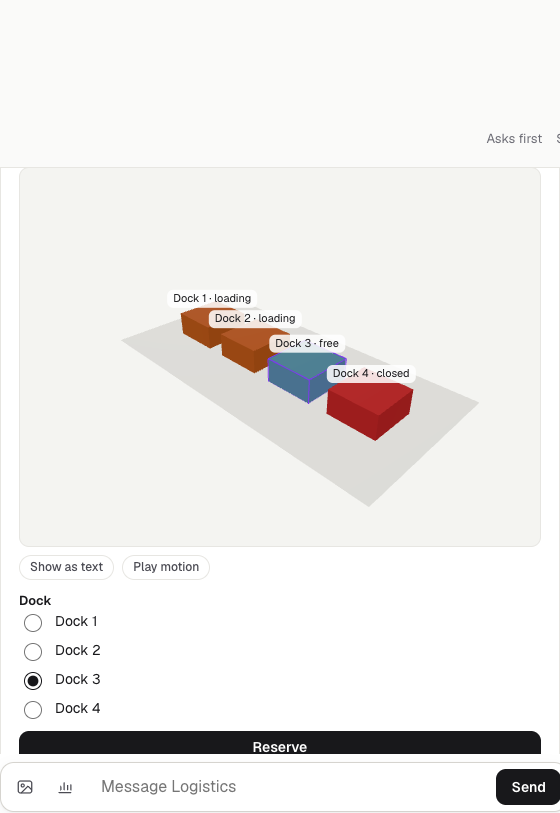 Asks first
Dock 1 · loading
Dock 2 · loading
Dock 3 · free
Dock 4 · closed
Show as text
Play motion
Dock
Dock 1
Dock 2
Dock 3
Dock 4
Reserve
Message Logistics
Send